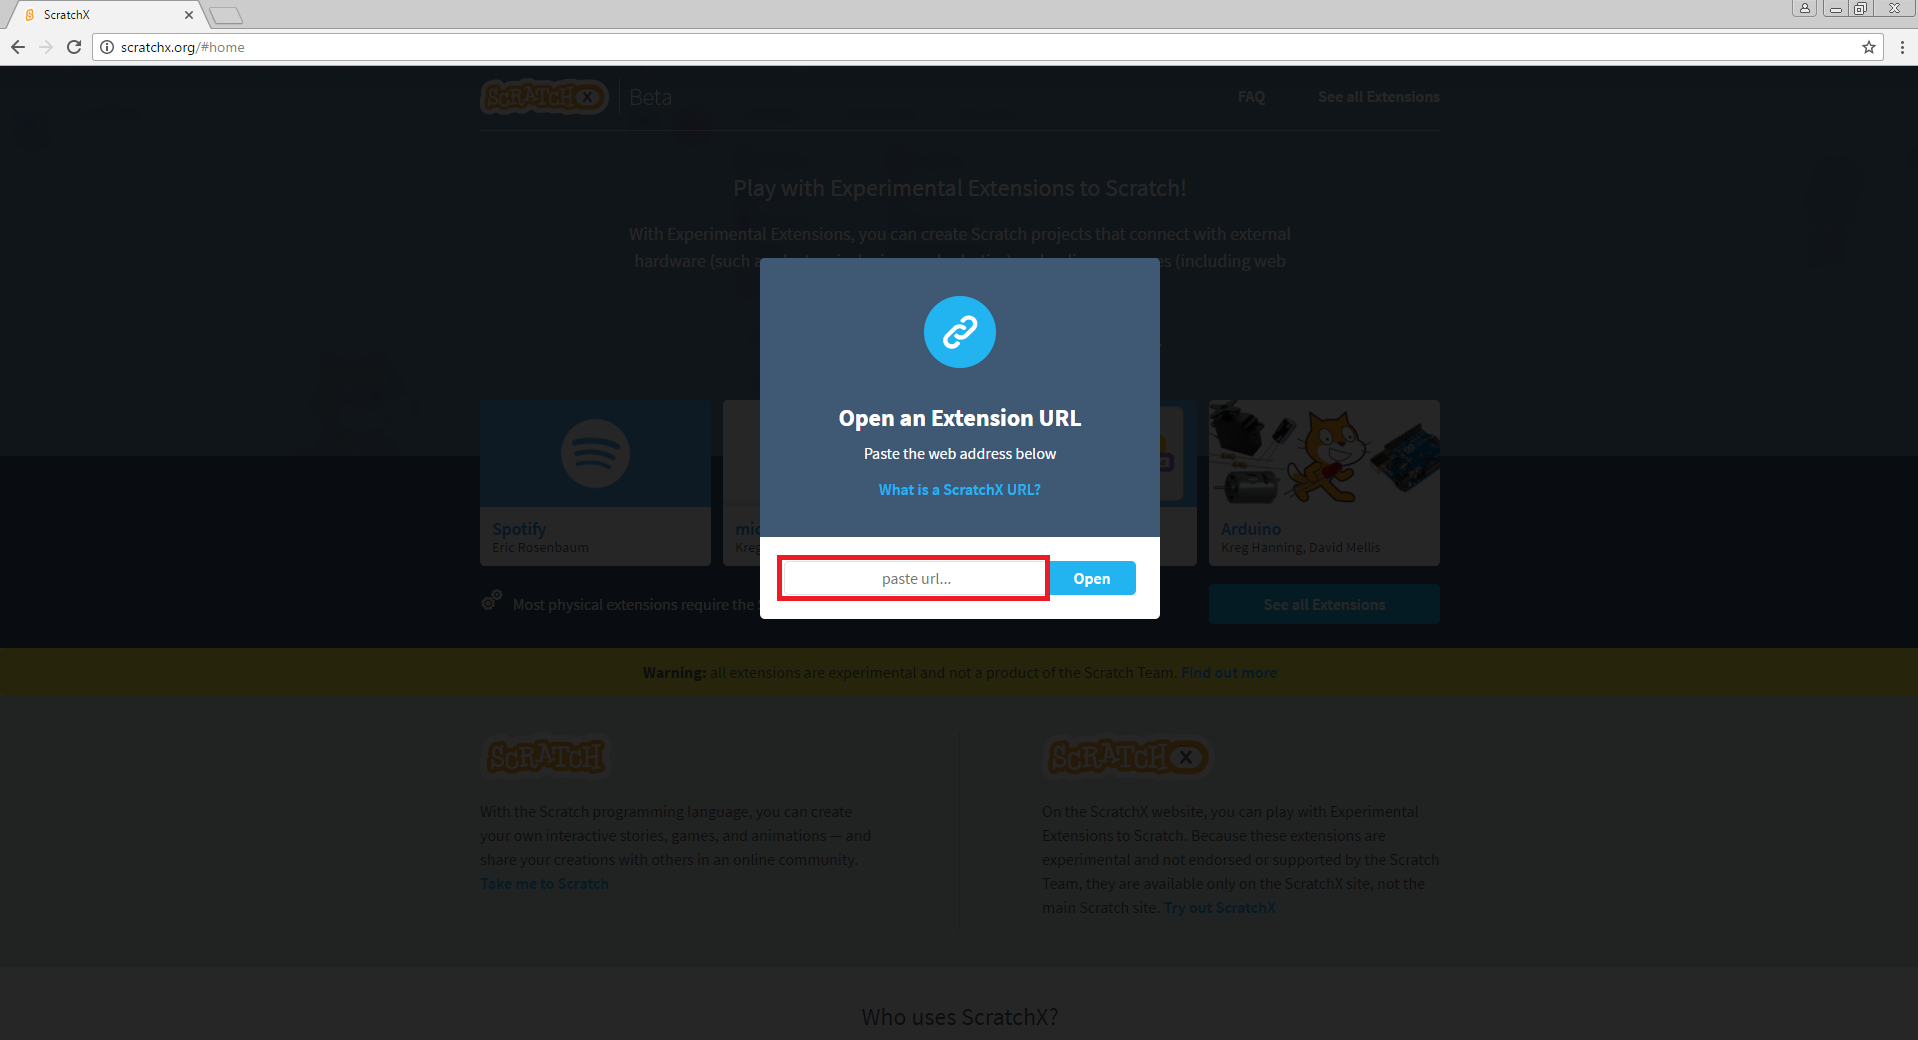 ScratchX
scratchx.org/#home
SCRATCH X
Beta
FAQ
See all Extensions
Play with Experimental Extensions to Scratch!
With Experimental Extensions, you can create Scratch projects that connect with external
hardware (such a
s (including web
Open an Extension URL
Paste the web address below
What is a ScratchX URL?
paste url...
Open
Spotify
Eric Rosenbaum
mic
Kreg
Arduino
Kreg Hanning, David Mellis
Most physical extensions require the
See all Extensions
Warning: all extensions are experimental and not a product of the Scratch Team. Find out more
SCRATCH
With the Scratch programming language, you can create
your own interactive stories, games, and animations — and
share your creations with others in an online community.
Take me to Scratch
SCRATCH X
On the ScratchX website, you can play with Experimental
Extensions to Scratch. Because these extensions are
experimental and not endorsed or supported by the Scratch
Team, they are available only on the ScratchX site, not the
main Scratch site. Try out ScratchX
Who uses ScratchX?